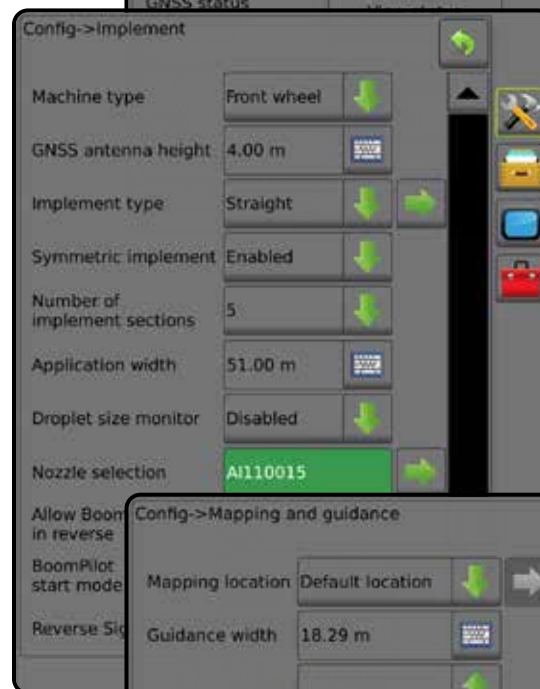 GNSS status
Config->Implement
Machine type Front wheel
GNSS antenna height 4.00 m
Implement type Straight
Symmetric implement Enabled
Number of
implement sections 5
Application width 51.00 m
Droplet size monitor Disabled
Nozzle selection AI110015
Allow Boom
in reverse
BoomPilot
start mode
Reverse
Config->Mapping and guidance
Mapping location Default location
Guidance width 18.29 m